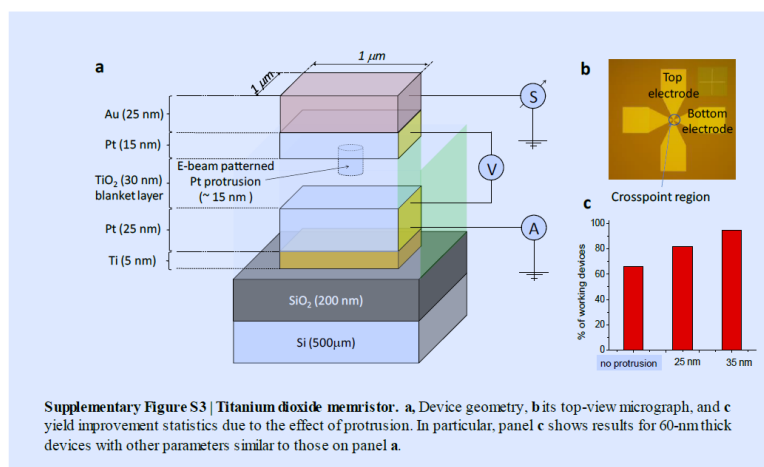 a
1 μm
1 μm
Au (25 nm)
Pt (15 nm)
E-beam patterned
Pt protrusion
(~ 15 nm )
TiO₂ (30 nm)
blanket layer
Pt (25 nm)
Ti (5 nm)
SiO₂ (200 nm)
Si (500μm)
S
V
A
b
Top
electrode
Bottom
electrode
Crosspoint region
c
% of working devices
100
80
60
40
20
0
no protrusion
25 nm
35 nm
Supplementary Figure S3 | Titanium dioxide memristor. a, Device geometry, b its top-view micrograph, and c
yield improvement statistics due to the effect of protrusion. In particular, panel c shows results for 60-nm thick
devices with other parameters similar to those on panel a.